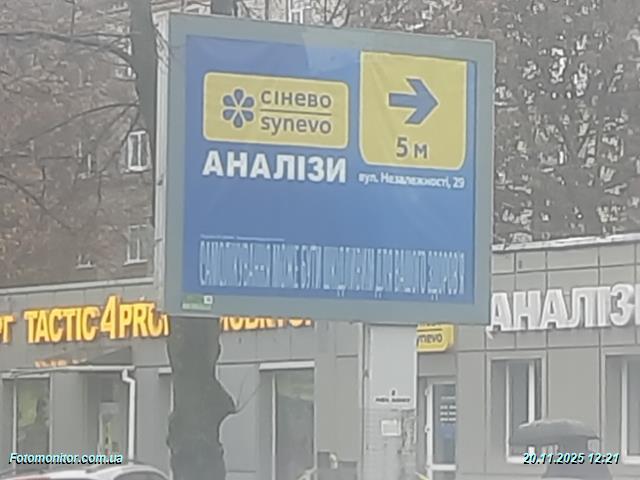 сінево
synevo
АНАЛІЗИ
5 м
вул. Незалежності, 29
САМОЛІКУВАННЯ МОЖЕ БУТИ ШКІДЛИВИМ ДЛЯ ВАШОГО ЗДОРОВ'Я
TACTIC4PRO
АНАЛІЗ
Fotomonitor.com.ua
20.11.2025 12:21